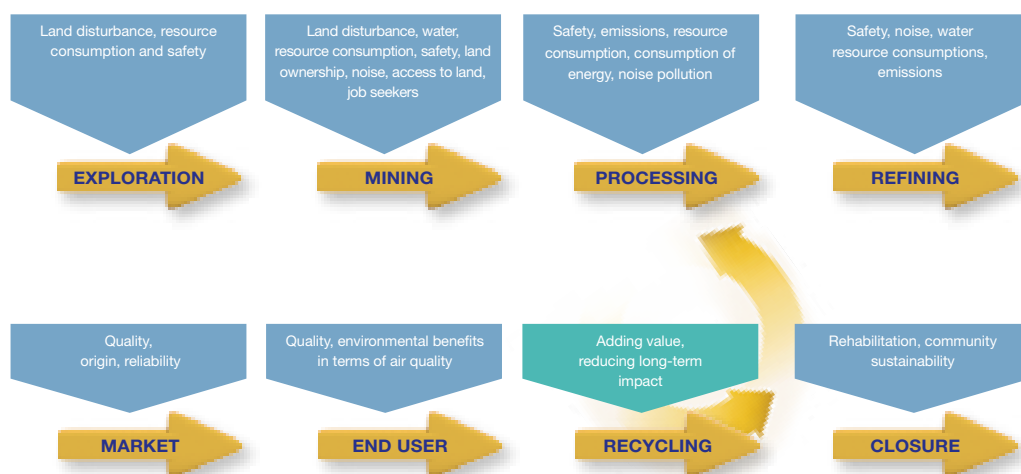 Land disturbance, resource
consumption and safety
Land disturbance, water,
resource consumption, safety, land
ownership, noise, access to land,
job seekers
Safety, emissions, resource
consumption, consumption of
energy, noise pollution
Safety, noise, water
resource consumptions,
emissions
EXPLORATION
MINING
PROCESSING
REFINING
Quality,
origin, reliability
Quality, environmental benefits
in terms of air quality
Adding value,
reducing long-term
impact
Rehabilitation, community
sustainability
MARKET
END USER
RECYCLING
CLOSURE